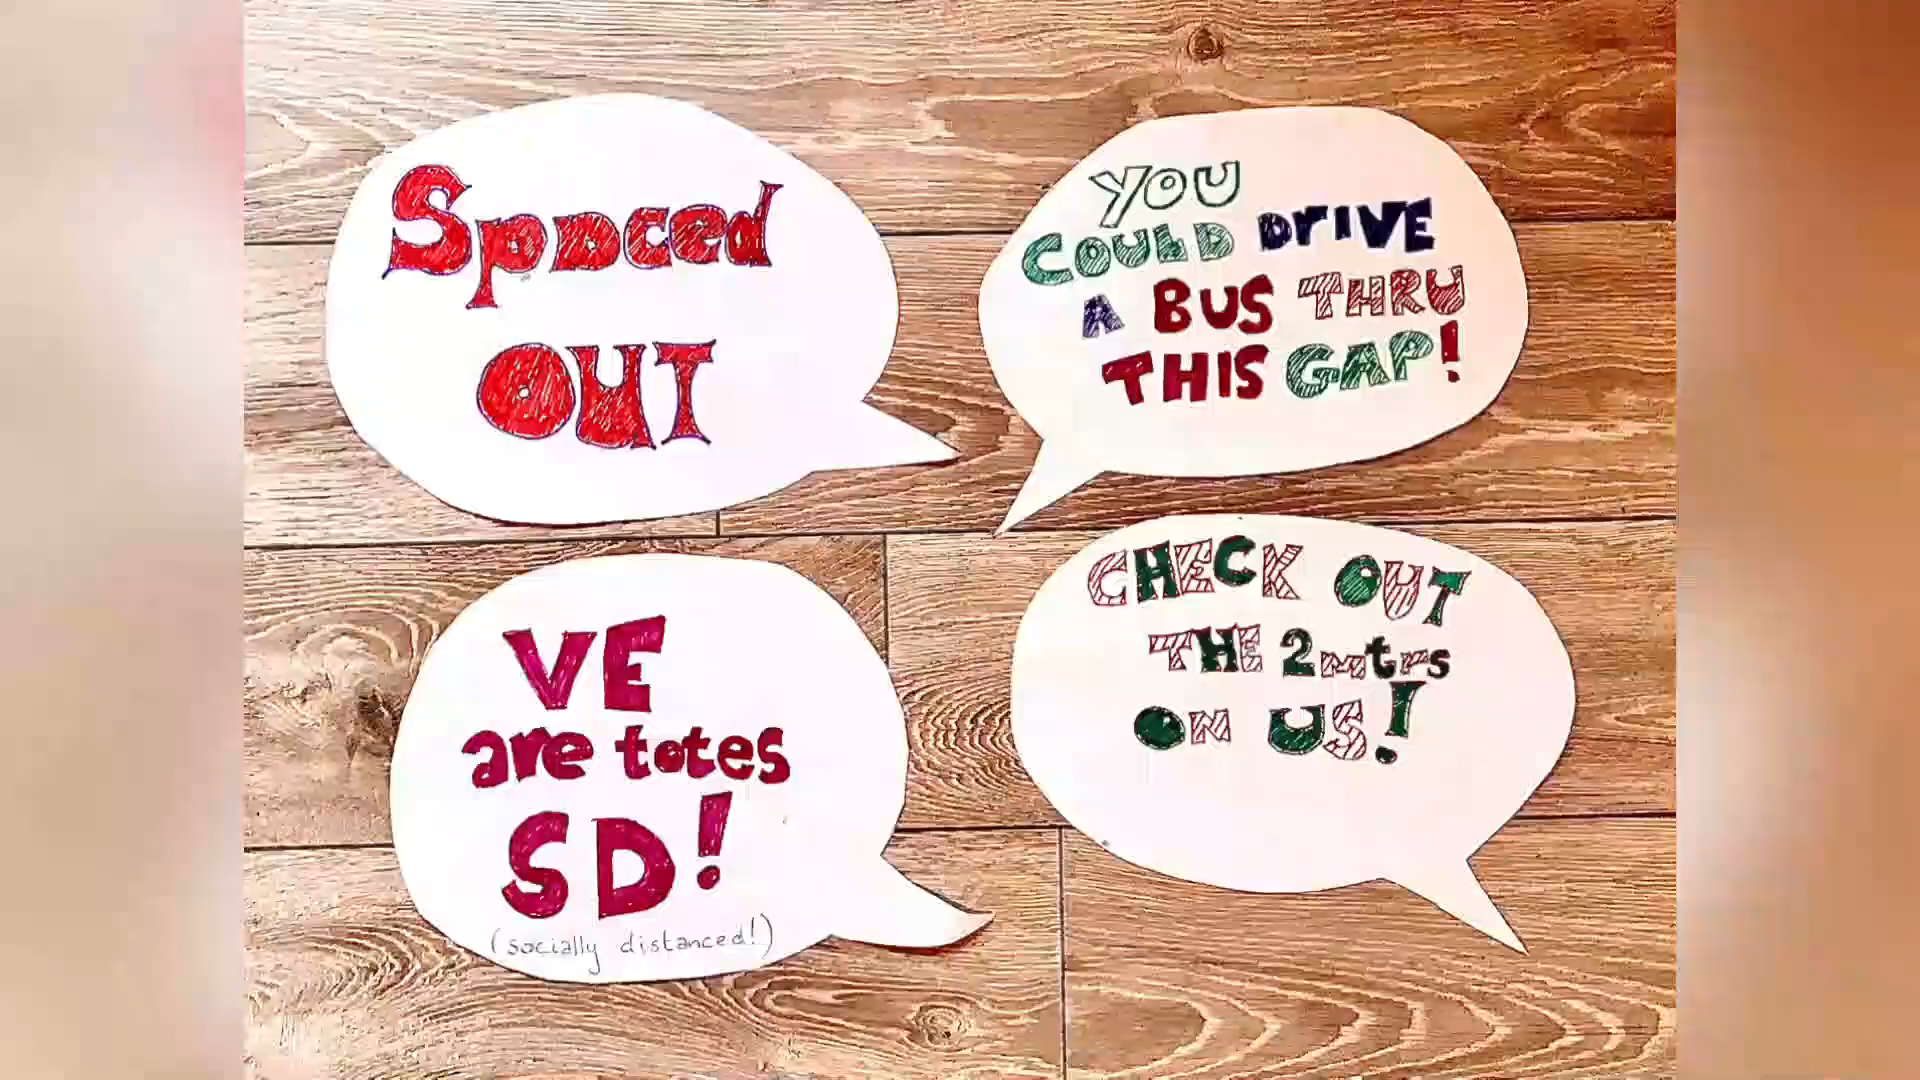 Spaced
OUT
YOU
COULD DRIVE
A BUS THRU
THIS GAP!
VE
are totes
SD!
(socially distanced!)
CHECK OUT
THE 2mtrs
ON US!